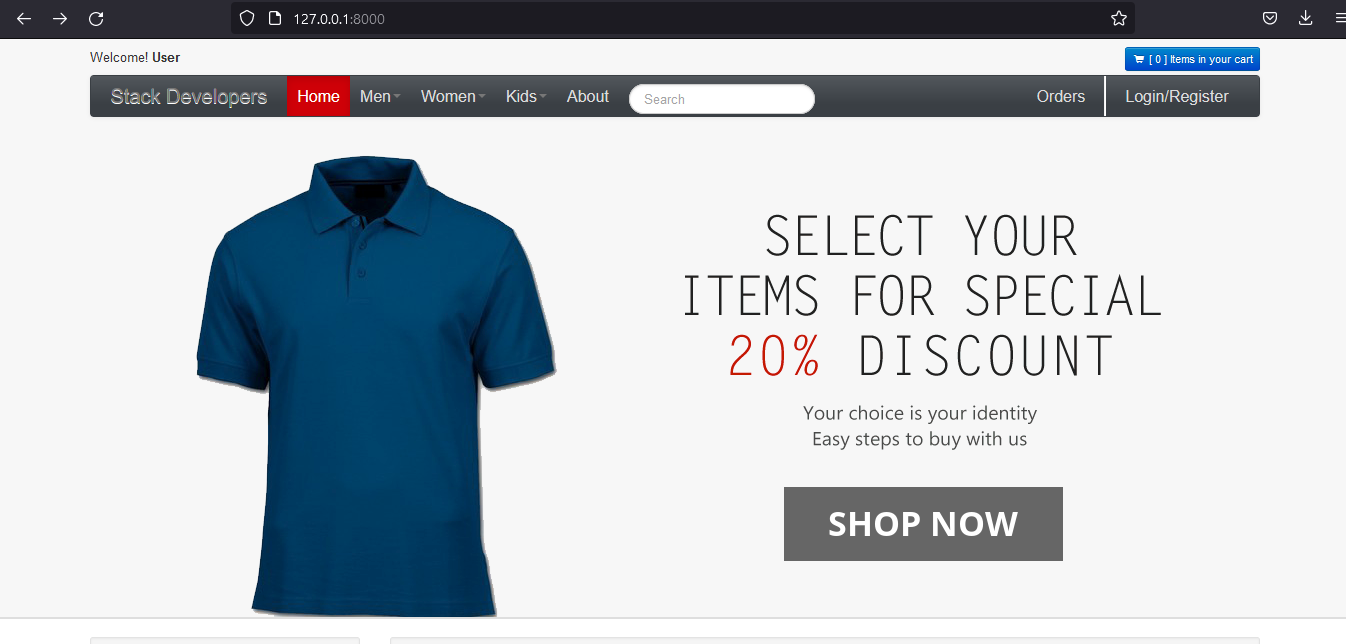 127.0.0.1:8000
Welcome! User
[ 0 ] Items in your cart
Stack Developers
Home
Men
Women
Kids
About
Search
Orders
Login/Register
SELECT YOUR
ITEMS FOR SPECIAL
20% DISCOUNT
Your choice is your identity
Easy steps to buy with us
SHOP NOW